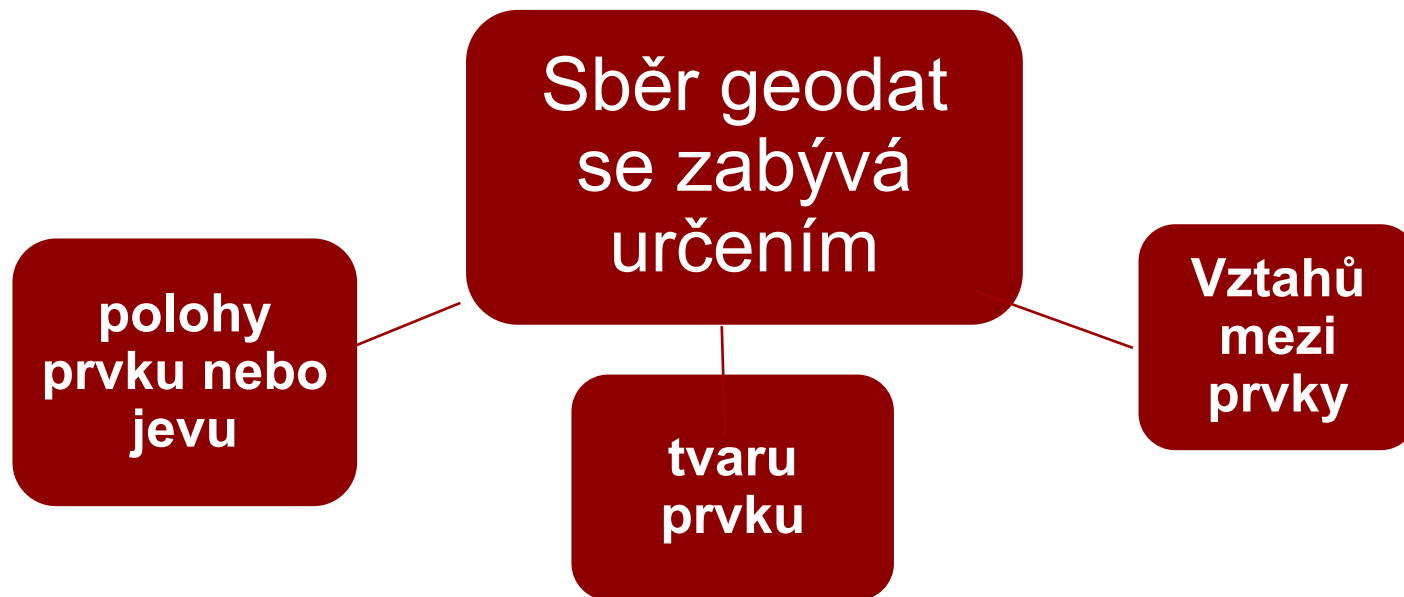 Sběr geodat
se zabývá
určením
polohy
prvku nebo
jevu
tvaru
prvku
Vztahů
mezi
prvky